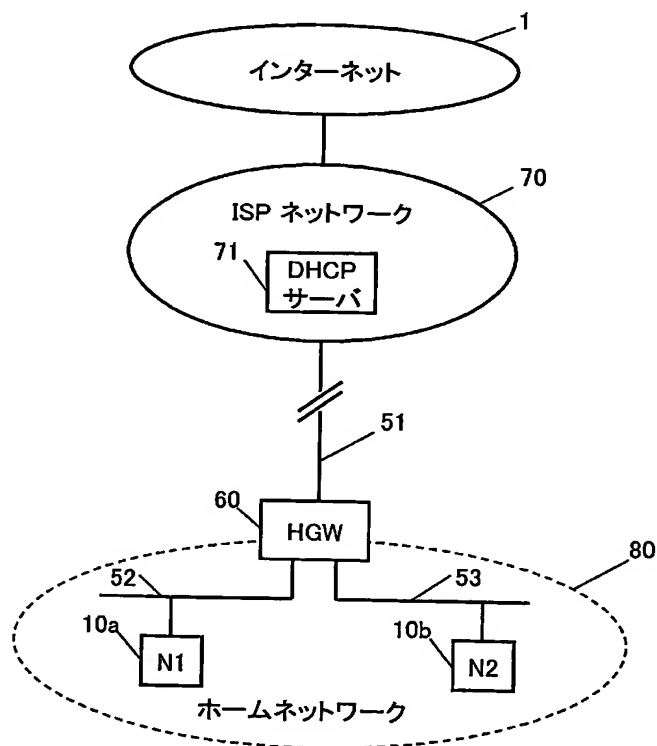 1
インターネット
70
ISP ネットワーク
71
DHCP
サーバ
51
60
HGW
80
52
53
10a
10b
N1
N2
ホームネットワーク